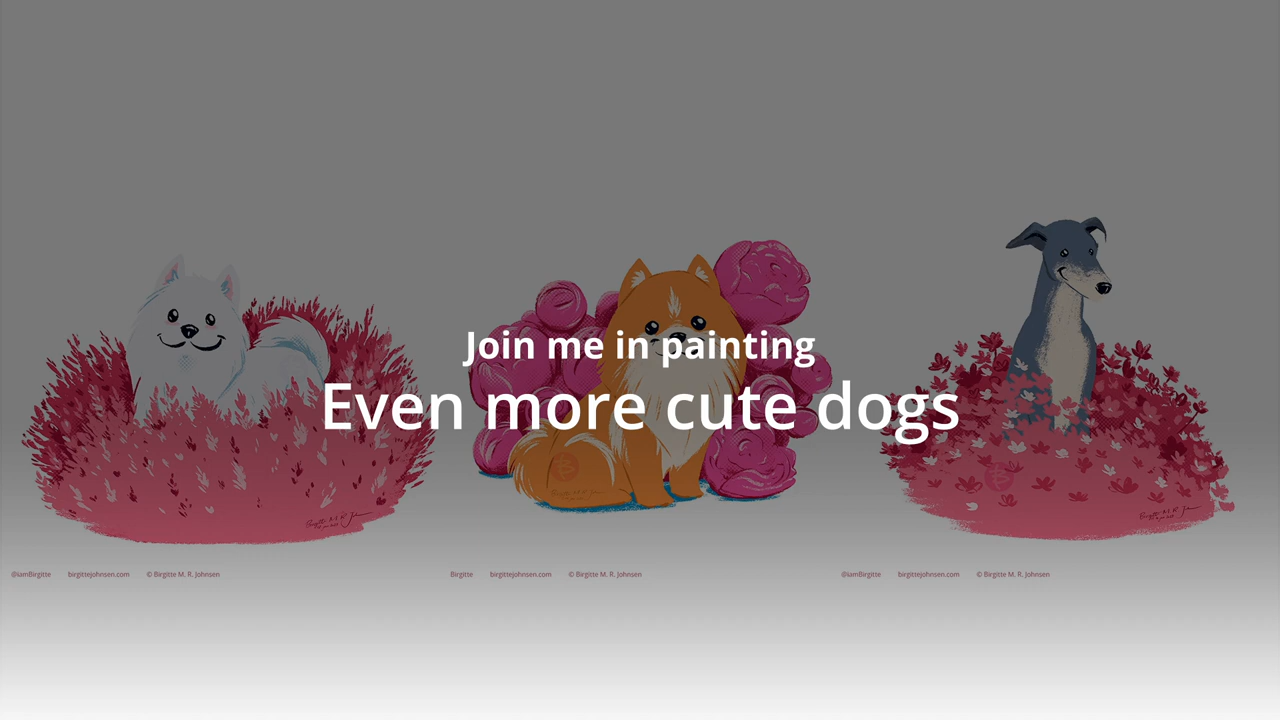 Join me in painting
Even more cute dogs
@iamBirgitte birgittejohnsen.com © Birgitte M. R. Johnsen
Birgitte birgittejohnsen.com © Birgitte M. R. Johnsen
@iamBirgitte birgittejohnsen.com © Birgitte M. R. Johnsen